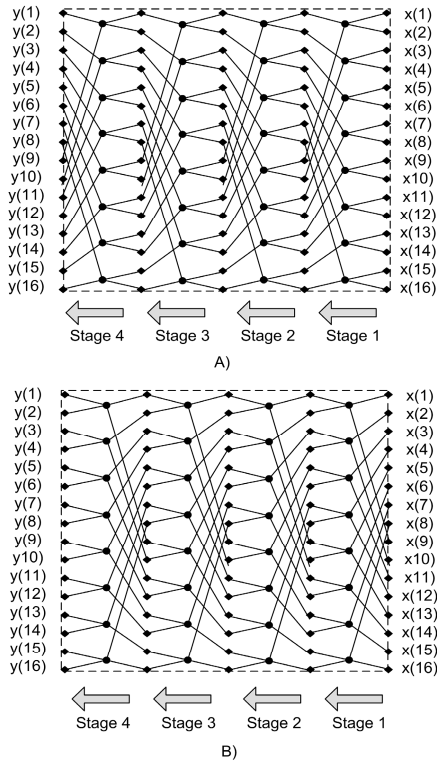 y(1) x(1)
y(2) x(2)
y(3) x(3)
y(4) x(4)
y(5) x(5)
y(6) x(6)
y(7) x(7)
y(8) x(8)
y(9) x(9)
y10) x10)
y(11) x11)
y(12) x(12)
y(13) x(13)
y(14) x(14)
y(15) x(15)
y(16) x(16)
Stage 4 Stage 3 Stage 2 Stage 1
A)
y(1) x(1)
y(2) x(2)
y(3) x(3)
y(4) x(4)
y(5) x(5)
y(6) x(6)
y(7) x(7)
y(8) x(8)
y(9) x(9)
y10) x10)
y(11) x11)
y(12) x(12)
y(13) x(13)
y(14) x(14)
y(15) x(15)
y(16) x(16)
Stage 4 Stage 3 Stage 2 Stage 1
B)